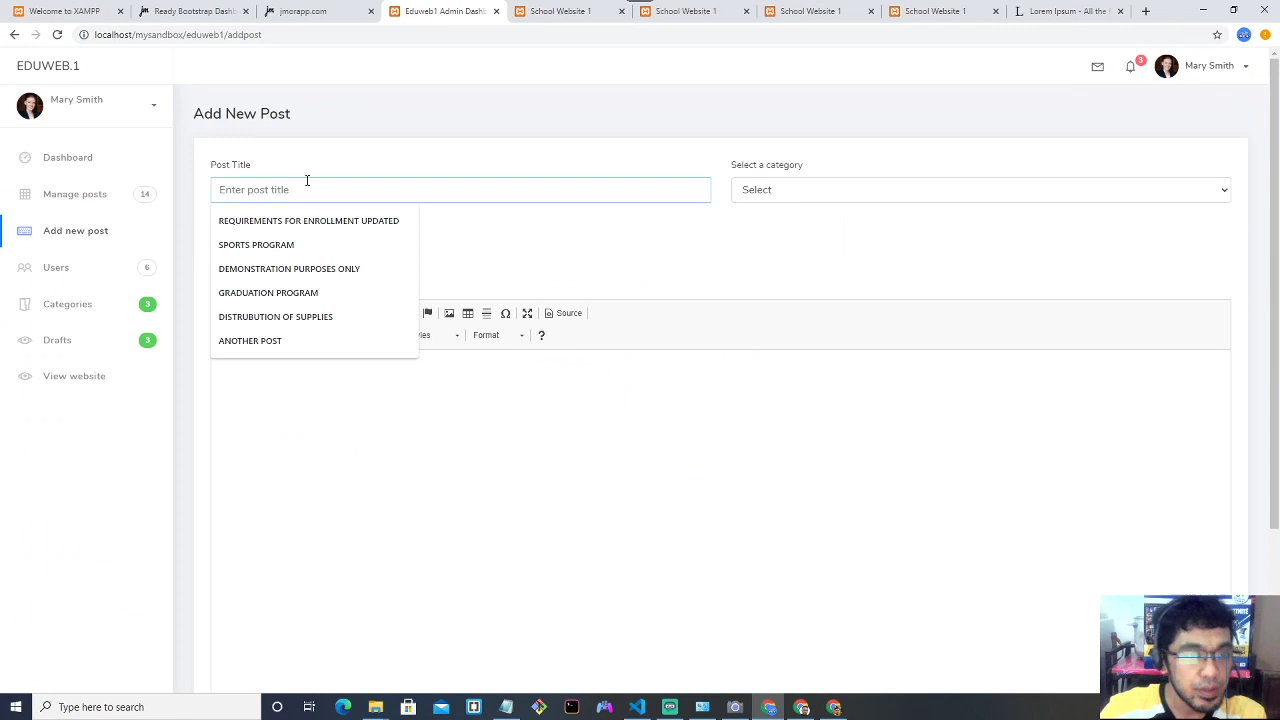 Welcome to XAMPP
Ready Bootstrap Dashb
jmorapp.com
Eduweb1 Admin Dashb
School Website 1
School Website 1
School Website 1
School Website 1
Lorem Ipsum - All the f
localhost/mysandbox/eduweb1/addpost
EDUWEB.1
3
Mary Smith
Mary Smith
Dashboard
Manage posts 14
Add new post
Users 6
Categories 3
Drafts 3
View website
Add New Post
Post Title
Enter post title
Select a category
Select
REQUIREMENTS FOR ENROLLMENT UPDATED
SPORTS PROGRAM
DEMONSTRATION PURPOSES ONLY
GRADUATION PROGRAM
DISTRUBUTION OF SUPPLIES
ANOTHER POST
Source
yles
Format
?
Type here to search